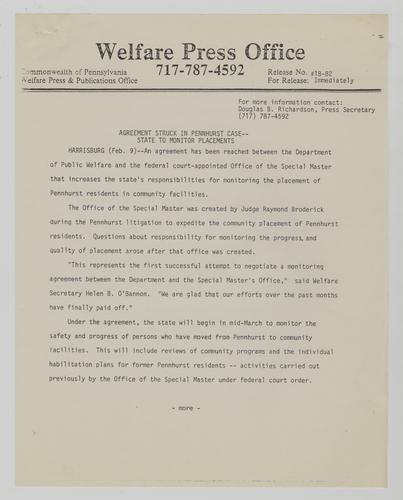 Welfare Press Office
Commonwealth of Pennsylvania 717-787-4592 Release No. #18-82
Welfare Press & Publications Office For Release: Immediately
For more information contact:
Douglas B. Richardson, Press Secretary
(717) 787-4592
AGREEMENT STRUCK IN PENNHURST CASE--
STATE TO MONITOR PLACEMENTS
HARRISBURG (Feb. 9)--An agreement has been reached between the Department
of Public Welfare and the federal court-appointed Office of the Special Master
that increases the state's responsibilities for monitoring the placement of
Pennhurst residents in community facilities.
The Office of the Special Master was created by Judge Raymond Broderick
during the Pennhurst litigation to expedite the community placement of Pennhurst
residents. Questions about responsibility for monitoring the progress, and
quality of placement arose after that office was created.
"This represents the first successful attempt to negotiate a monitoring
agreement between the Department and the Special Master's Office," said Welfare
Secretary Helen B. O'Bannon. "We are glad that our efforts over the past months
have finally paid off."
Under the agreement, the state will begin in mid-March to monitor the
safety and progress of persons who have moved from Pennhurst to community
facilities. This will include reviews of community programs and the individual
habilitation plans for former Pennhurst residents -- activities carried out
previously by the Office of the Special Master under federal court order.
- more -